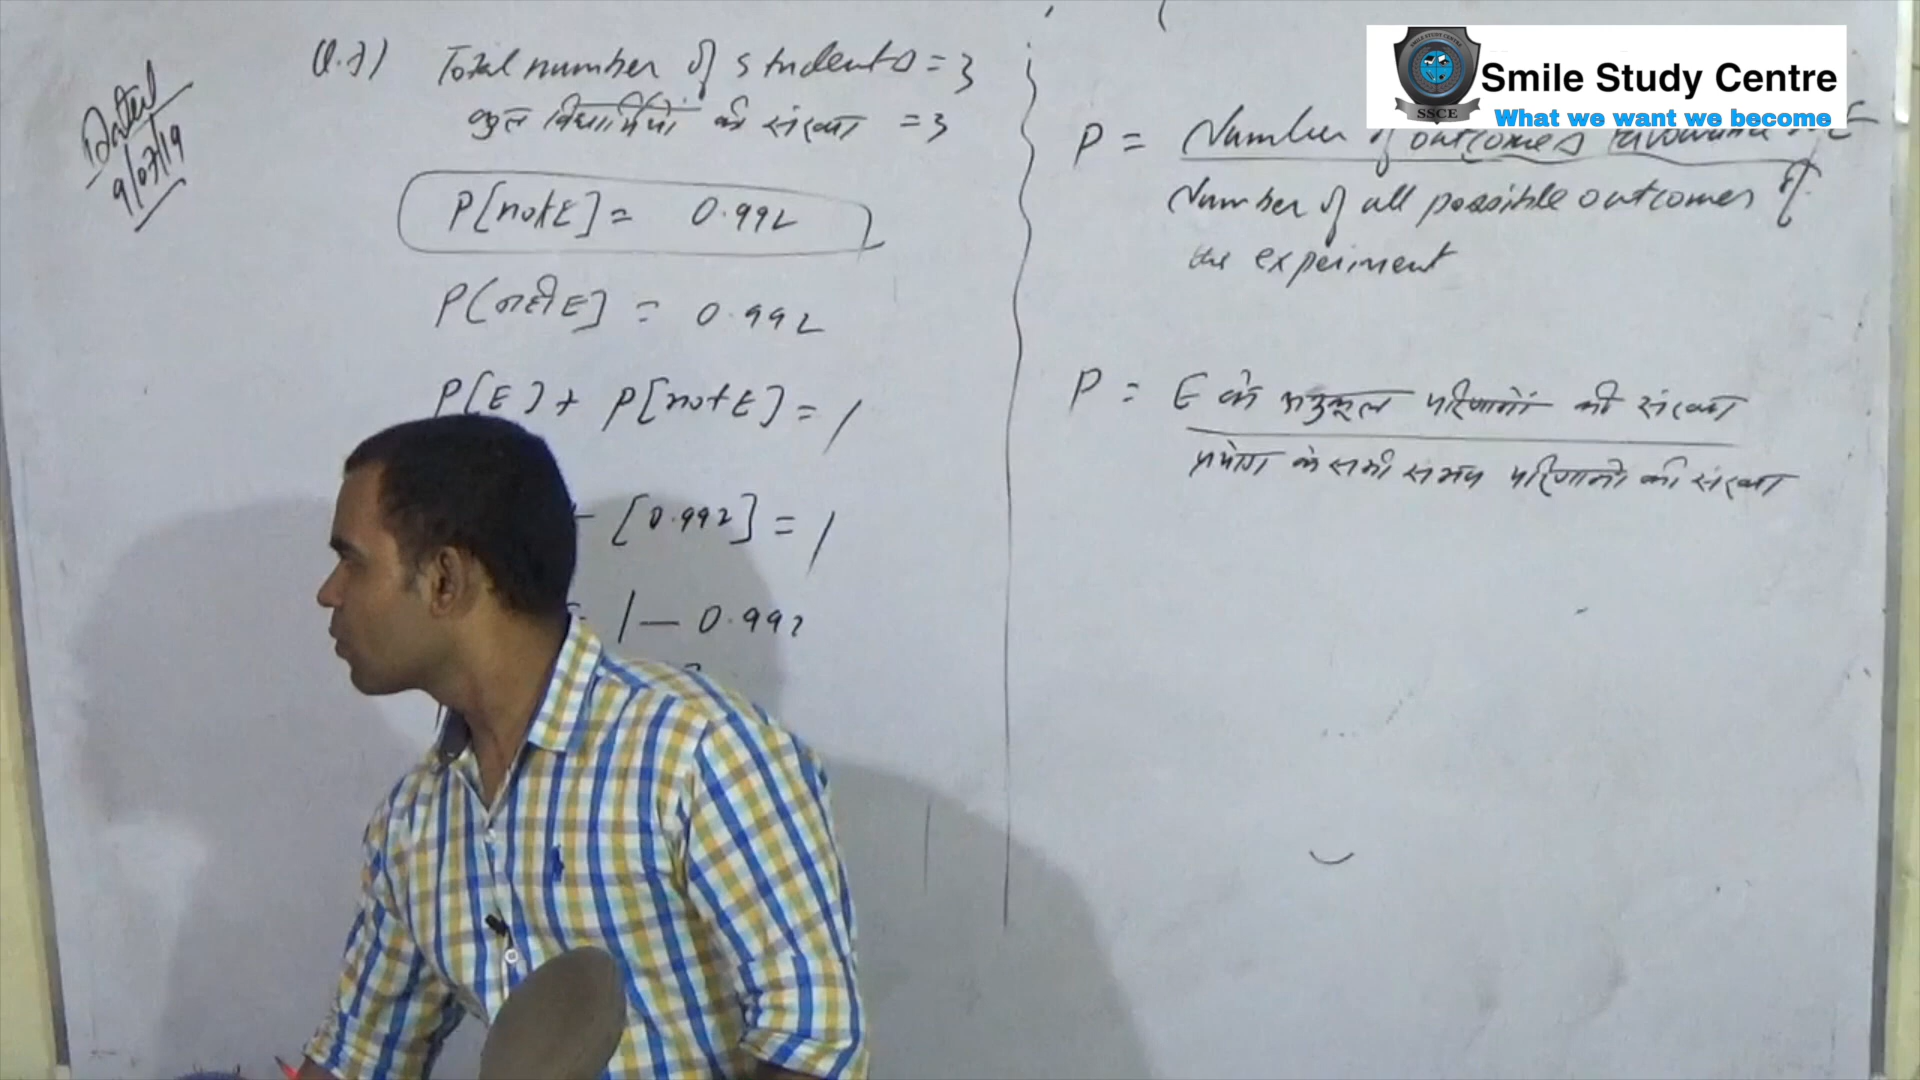 Dated
9/07/19
Q.7) Total number of students = 3
कुल विद्यार्थियों की संख्या = 3
P[not E] = 0.992
P[नहीं E] = 0.992
P[E] + P[not E] = 1
[0.992] = 1
1 - 0.992
Smile Study Centre
What we want we become
SSCE
P = Number of outcomes
Number of all possible outcomes of
the experiment
P = E के अनुकूल परिणामों की संख्या
प्रयोग के सभी संभव परिणामों की संख्या